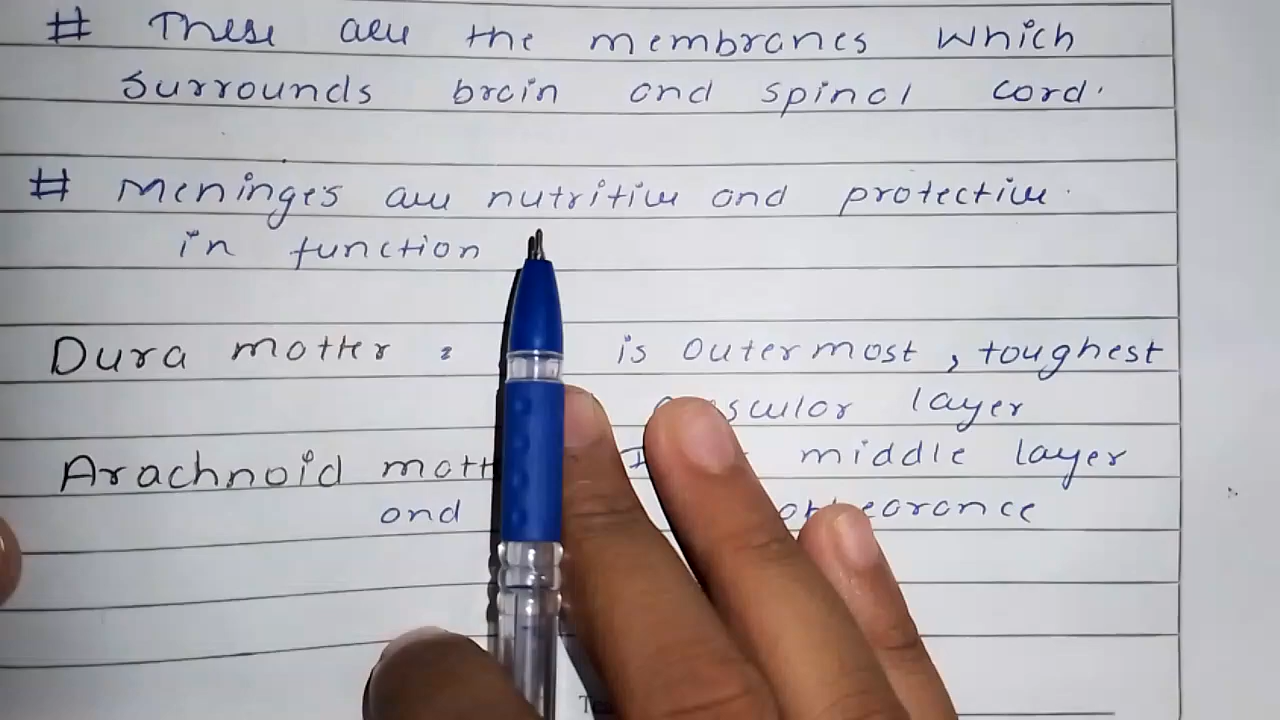 # These are the membranes which
surrounds brain and spinal cord.
# Meninges are nutritive and protective.
in function
Dura matter : is outermost, toughest
layer
Arachnoid middle layer
and